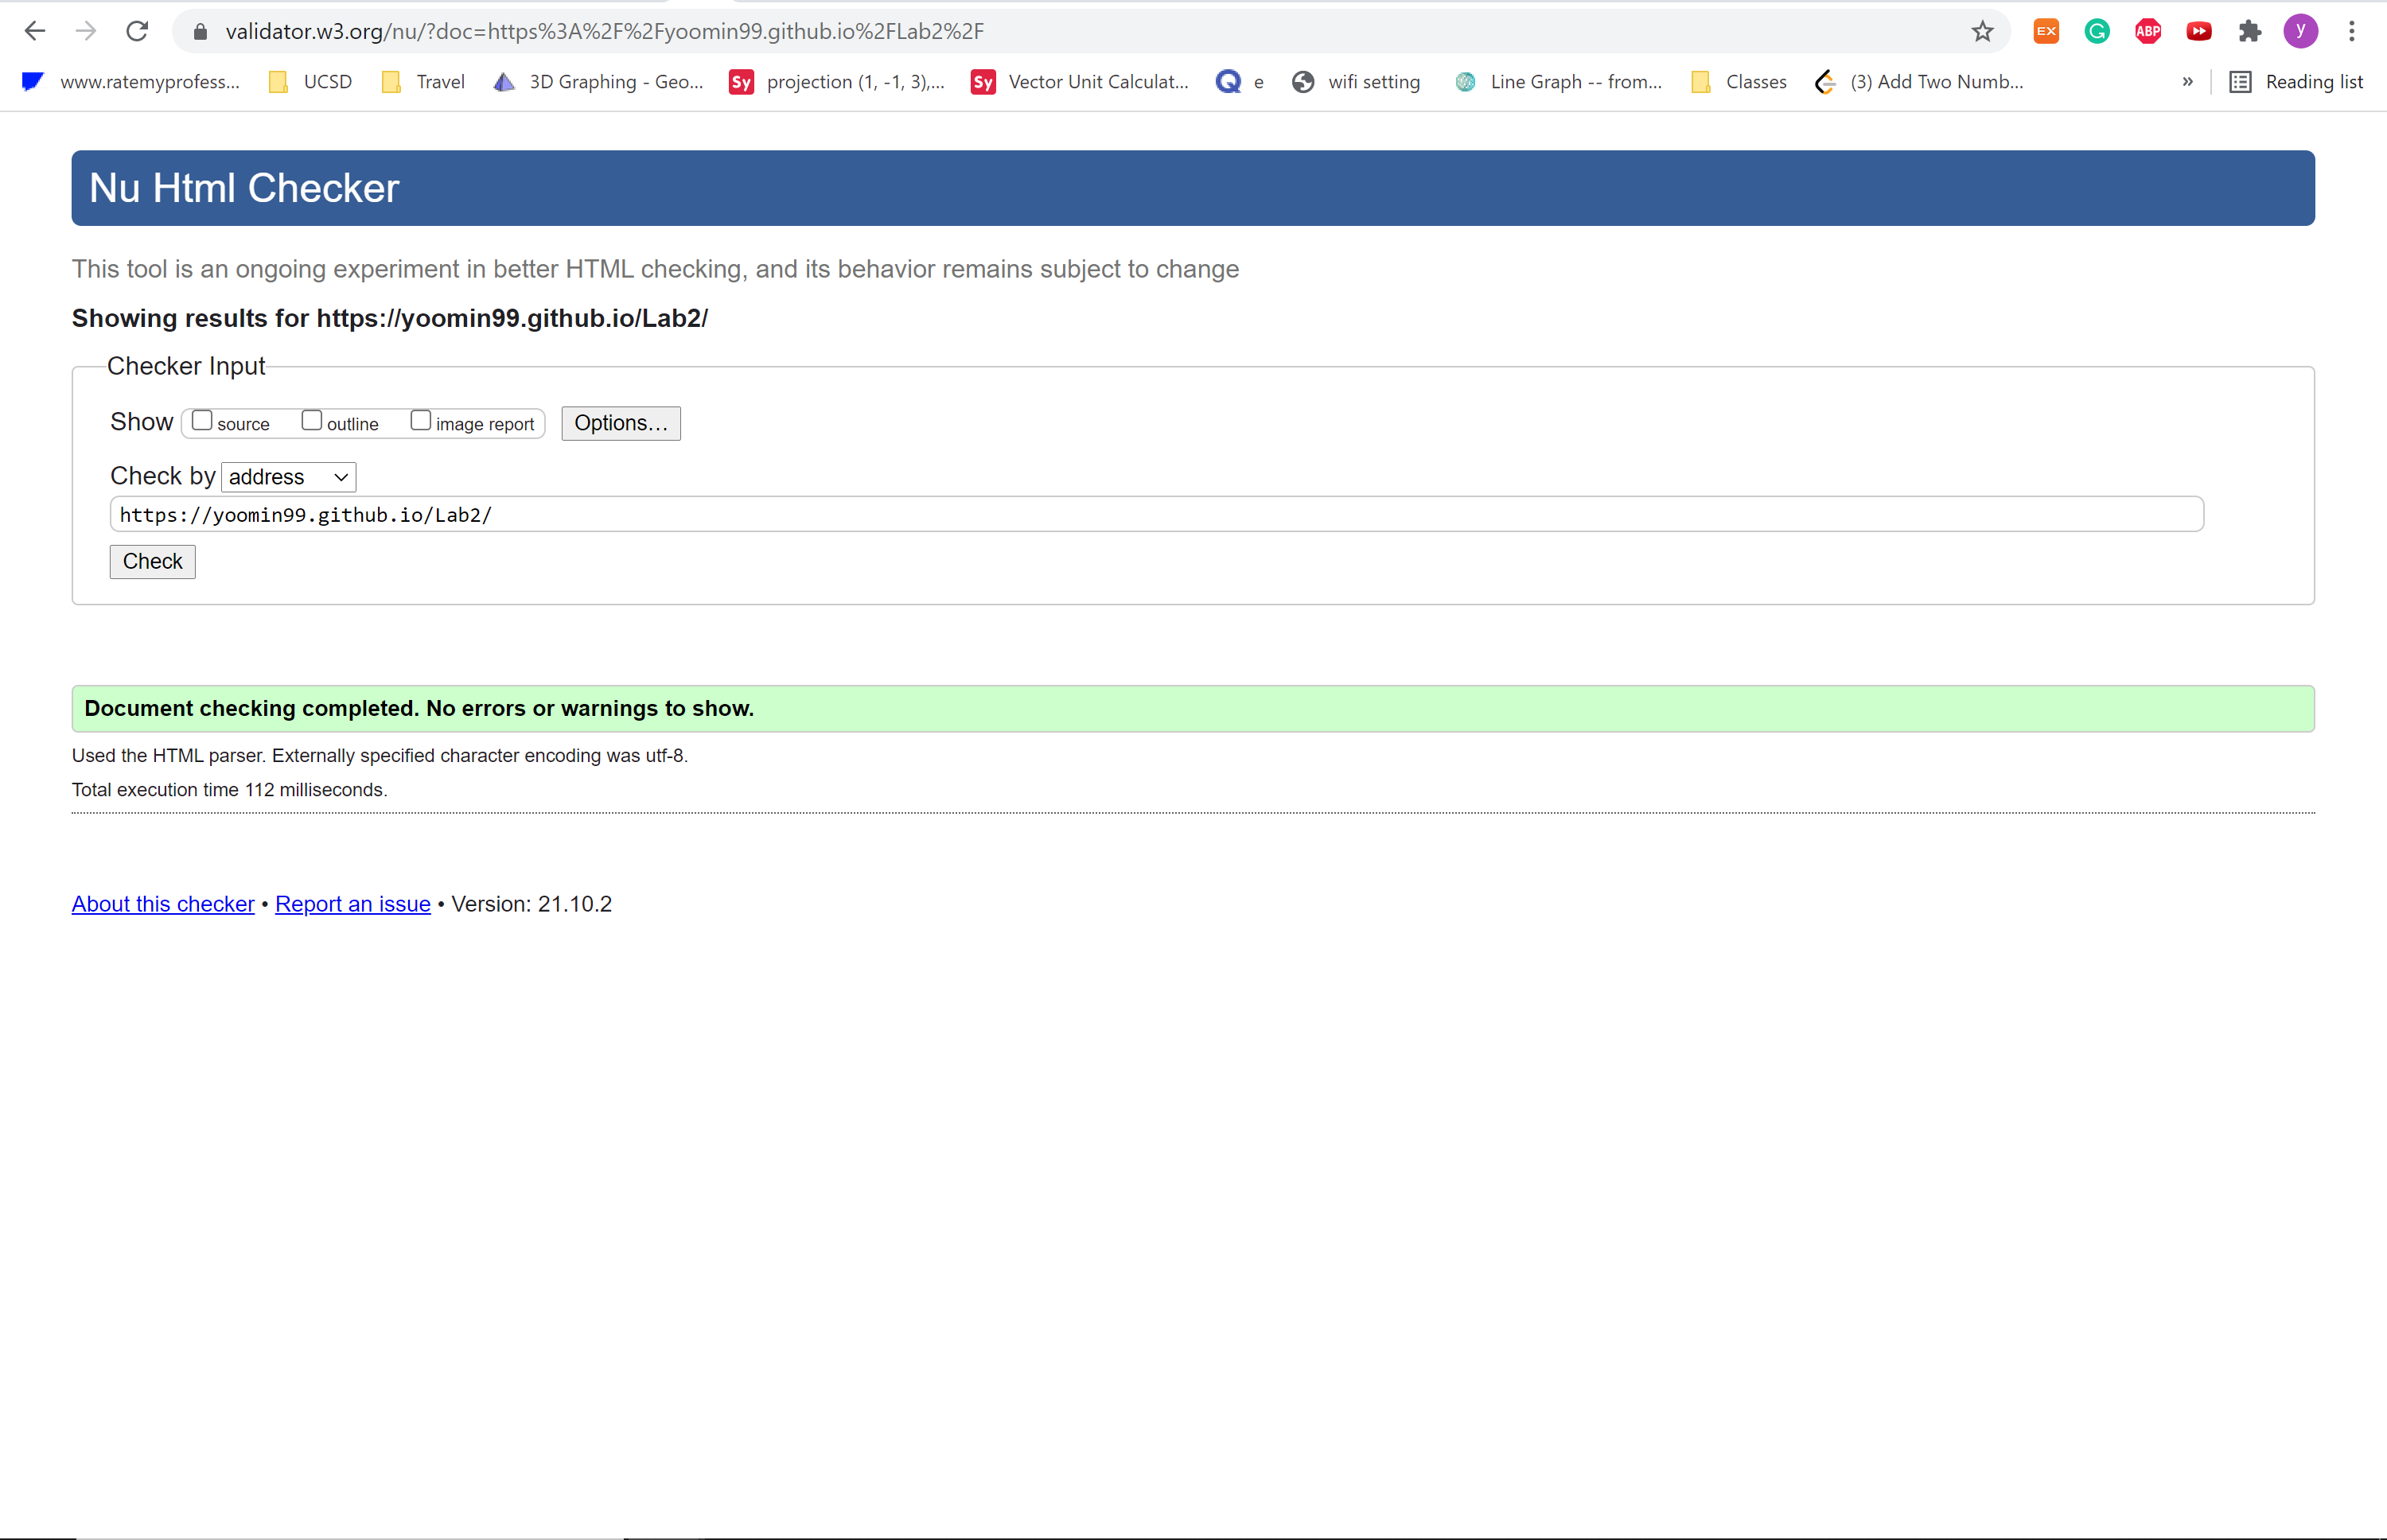 validator.w3.org/nu/?doc=https%3A%2F%2Fyoomin99.github.io%2FLab2%2F EX G ABP y
www.ratemyprofess... UCSD Travel 3D Graphing - Geo... Sy projection (1, -1, 3),... Sy Vector Unit Calculat... Q e wifi setting Line Graph -- from... Classes (3) Add Two Numb... » Reading list
Nu Html Checker
This tool is an ongoing experiment in better HTML checking, and its behavior remains subject to change
Showing results for https://yoomin99.github.io/Lab2/
Checker Input
Show source outline image report Options…
Check by address
https://yoomin99.github.io/Lab2/
Check
Document checking completed. No errors or warnings to show.
Used the HTML parser. Externally specified character encoding was utf-8.
Total execution time 112 milliseconds.
About this checker • Report an issue • Version: 21.10.2